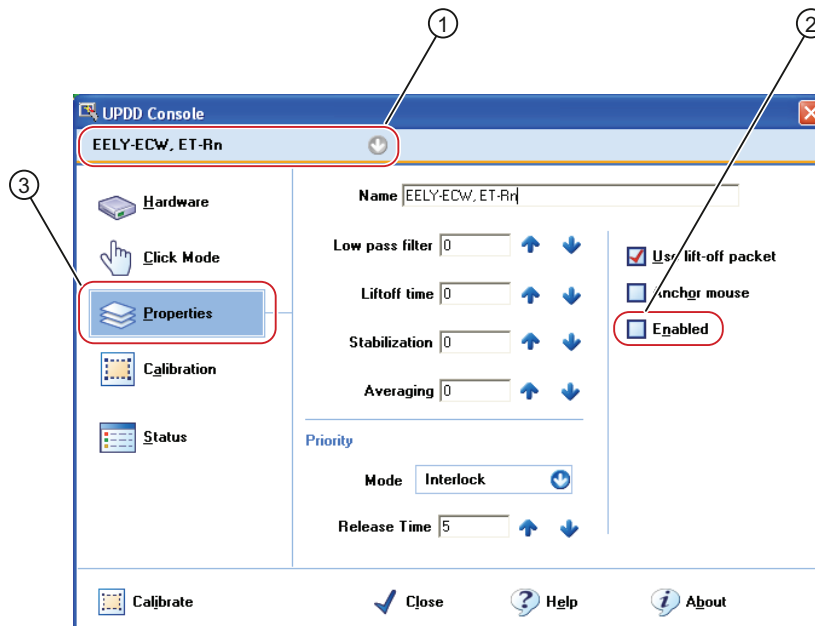 1
2
UPDD Console
EELY-ECW, ET-Rn
3
Hardware
Click Mode
Properties
Calibration
Status
Name EELY-ECW, ET-Rn
Low pass filter 0
Liftoff time 0
Stabilization 0
Averaging 0
Use lift-off packet
Anchor mouse
Enabled
Priority
Mode Interlock
Release Time 5
Calibrate
Close
? Help
i About